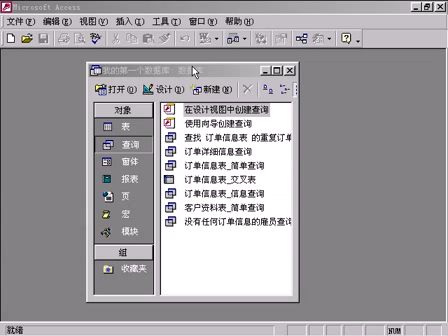 Microsoft Access
文件(F) 编辑(E) 视图(V) 插入(I) 工具(T) 窗口(W) 帮助(H)
我的第一个数据库
打开(O) 设计(D) 新建(N)
对象
表
查询
窗体
报表
页
宏
模块
组
收藏夹
在设计视图中创建查询
使用向导创建查询
查找 订单信息表 的重复订单
订单详细信息查询
订单信息表_简单查询
订单信息表_交叉表
订单信息表_信息查询
客户资料表_简单查询
没有任何订单信息的雇员查询
就绪
NUM